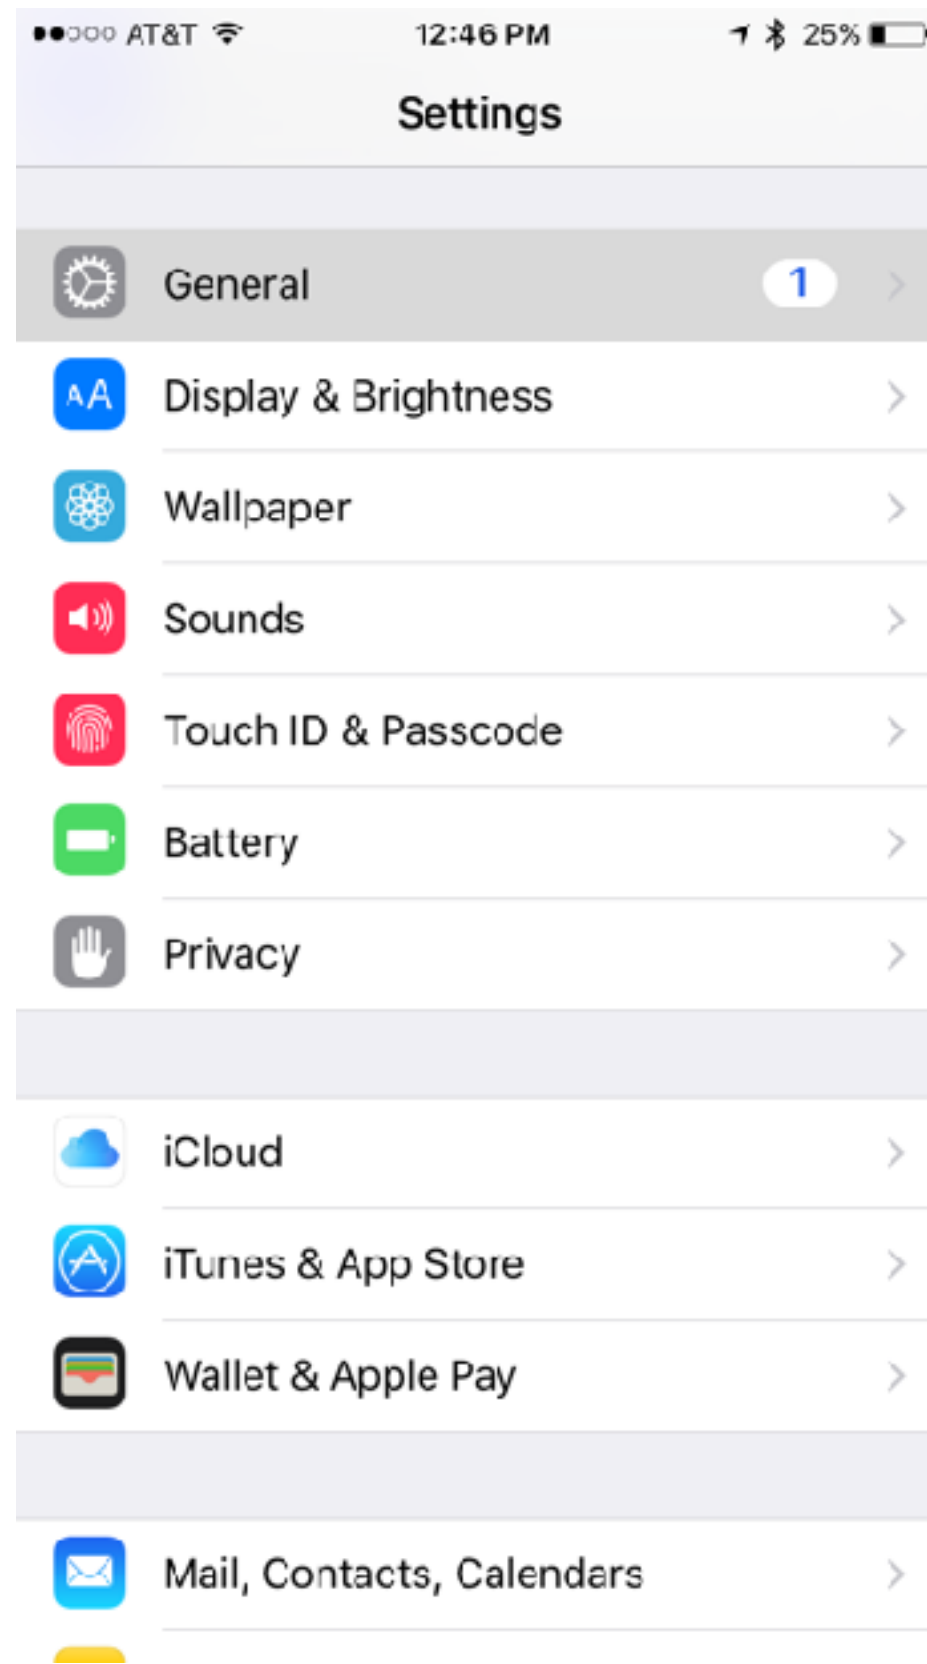 AT&T 12:46 PM 25%
Settings
General 1
AA Display & Brightness
Wallpaper
Sounds
Touch ID & Passcode
Battery
Privacy
iCloud
iTunes & App Store
Wallet & Apple Pay
Mail, Contacts, Calendars